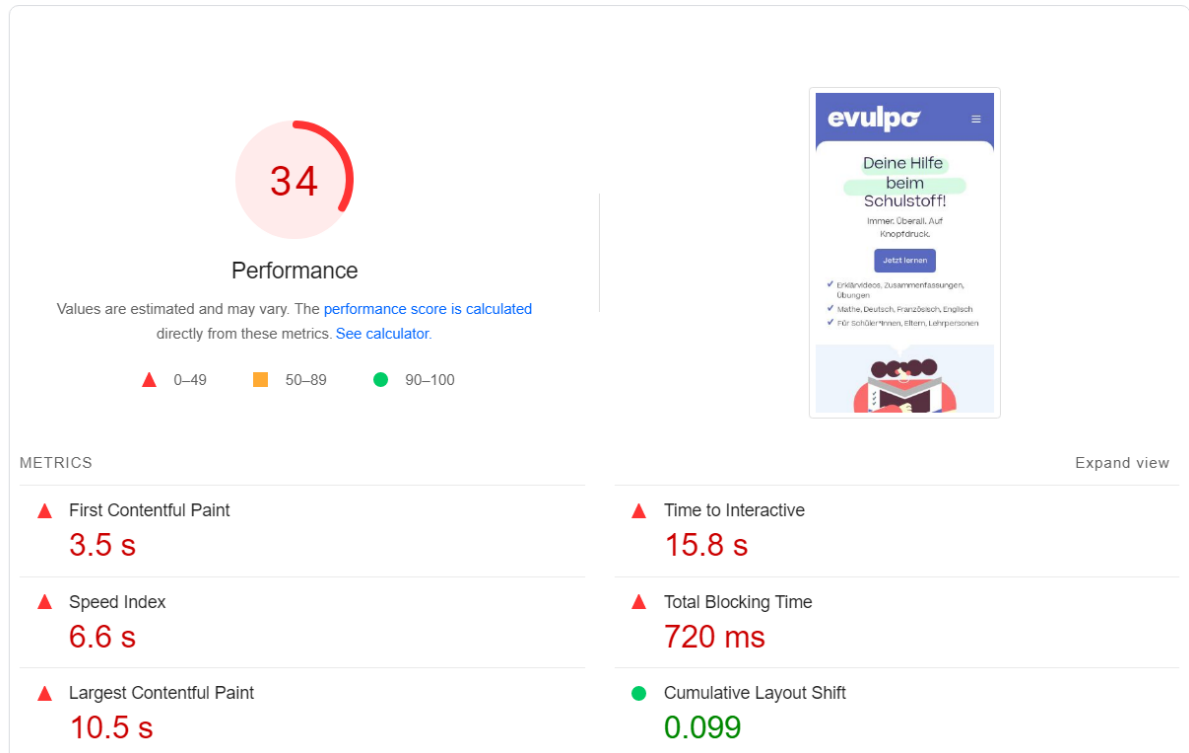 34
Performance
Values are estimated and may vary. The performance score is calculated
directly from these metrics. See calculator.
0–49
50–89
90–100
evulpo
Deine Hilfe
beim
Schulstoff!
Immer. Überall. Auf
Knopfdruck.
Jetzt lernen
Erklärvideos, Zusammenfassungen,
Übungen
Mathe, Deutsch, Französisch, Englisch
Für Schüler*innen, Eltern, Lehrpersonen
METRICS
Expand view
First Contentful Paint
3.5 s
Time to Interactive
15.8 s
Speed Index
6.6 s
Total Blocking Time
720 ms
Largest Contentful Paint
10.5 s
Cumulative Layout Shift
0.099